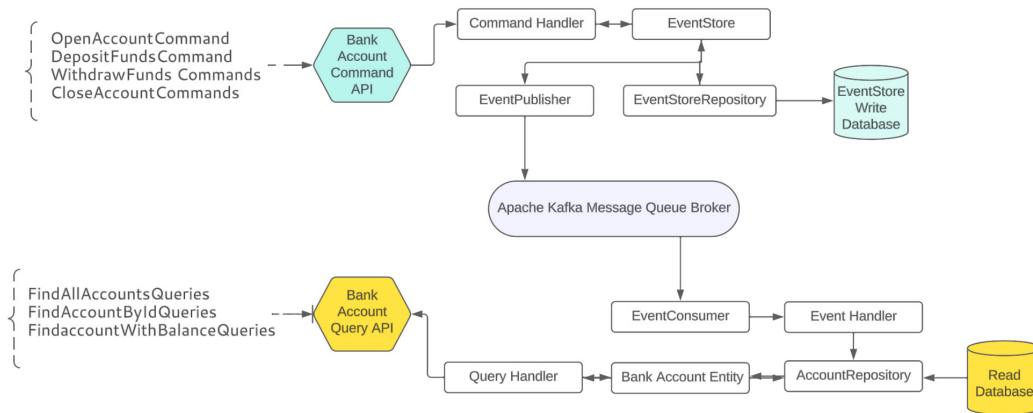 OpenAccountCommand
DepositFundsCommand
WithdrawFunds Commands
CloseAccountCommands
Bank
Account
Command
API
Command Handler
EventStore
EventPublisher
EventStoreRepository
EventStore
Write
Database
Apache Kafka Message Queue Broker
FindAllAccountsQueries
FindAccountByIdQueries
FindaccountWithBalanceQueries
Bank
Account
Query API
EventConsumer
Event Handler
Query Handler
Bank Account Entity
AccountRepository
Read
Database